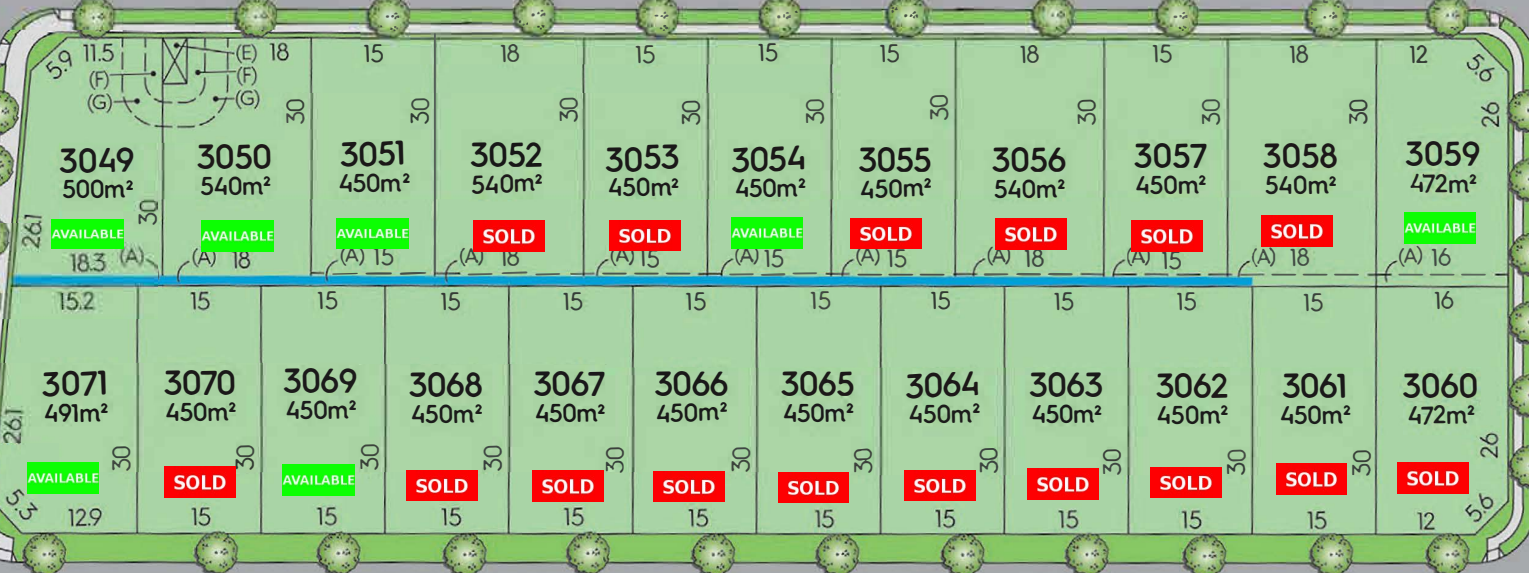 5.9 11.5 (E) 18 15 18 15 15 15 18 15 18 12 5.6
(F) (F)
(G) (G)
30 30 30 30 30 30 30 30 30 26
3049 3050 3051 3052 3053 3054 3055 3056 3057 3058 3059
500m² 540m² 450m² 540m² 450m² 450m² 450m² 540m² 450m² 540m² 472m²
26.1 30
AVAILABLE AVAILABLE AVAILABLE SOLD SOLD AVAILABLE SOLD SOLD SOLD SOLD AVAILABLE
18.3 (A) (A) 18 (A) 15 (A) 18 (A) 15 (A) 15 (A) 15 (A) 18 (A) 15 (A) 18 (A) 16
15.2 15 15 15 15 15 15 15 15 15 15 16
3071 3070 3069 3068 3067 3066 3065 3064 3063 3062 3061 3060
491m² 450m² 450m² 450m² 450m² 450m² 450m² 450m² 450m² 450m² 450m² 472m²
26.1 30 30 30 30 30 30 30 30 30 30 30 26
AVAILABLE SOLD AVAILABLE SOLD SOLD SOLD SOLD SOLD SOLD SOLD SOLD SOLD
5.3 12.9 15 15 15 15 15 15 15 15 15 15 12 5.6